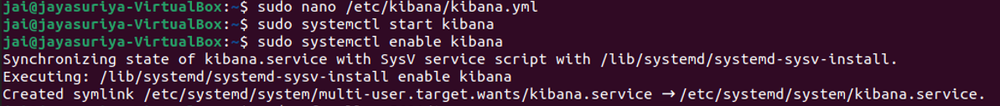 jai@jayasuriya-VirtualBox:~$ sudo nano /etc/kibana/kibana.yml
jai@jayasuriya-VirtualBox:~$ sudo systemctl start kibana
jai@jayasuriya-VirtualBox:~$ sudo systemctl enable kibana
Synchronizing state of kibana.service with SysV service script with /lib/systemd/systemd-sysv-install.
Executing: /lib/systemd/systemd-sysv-install enable kibana
Created symlink /etc/systemd/system/multi-user.target.wants/kibana.service → /etc/systemd/system/kibana.service.